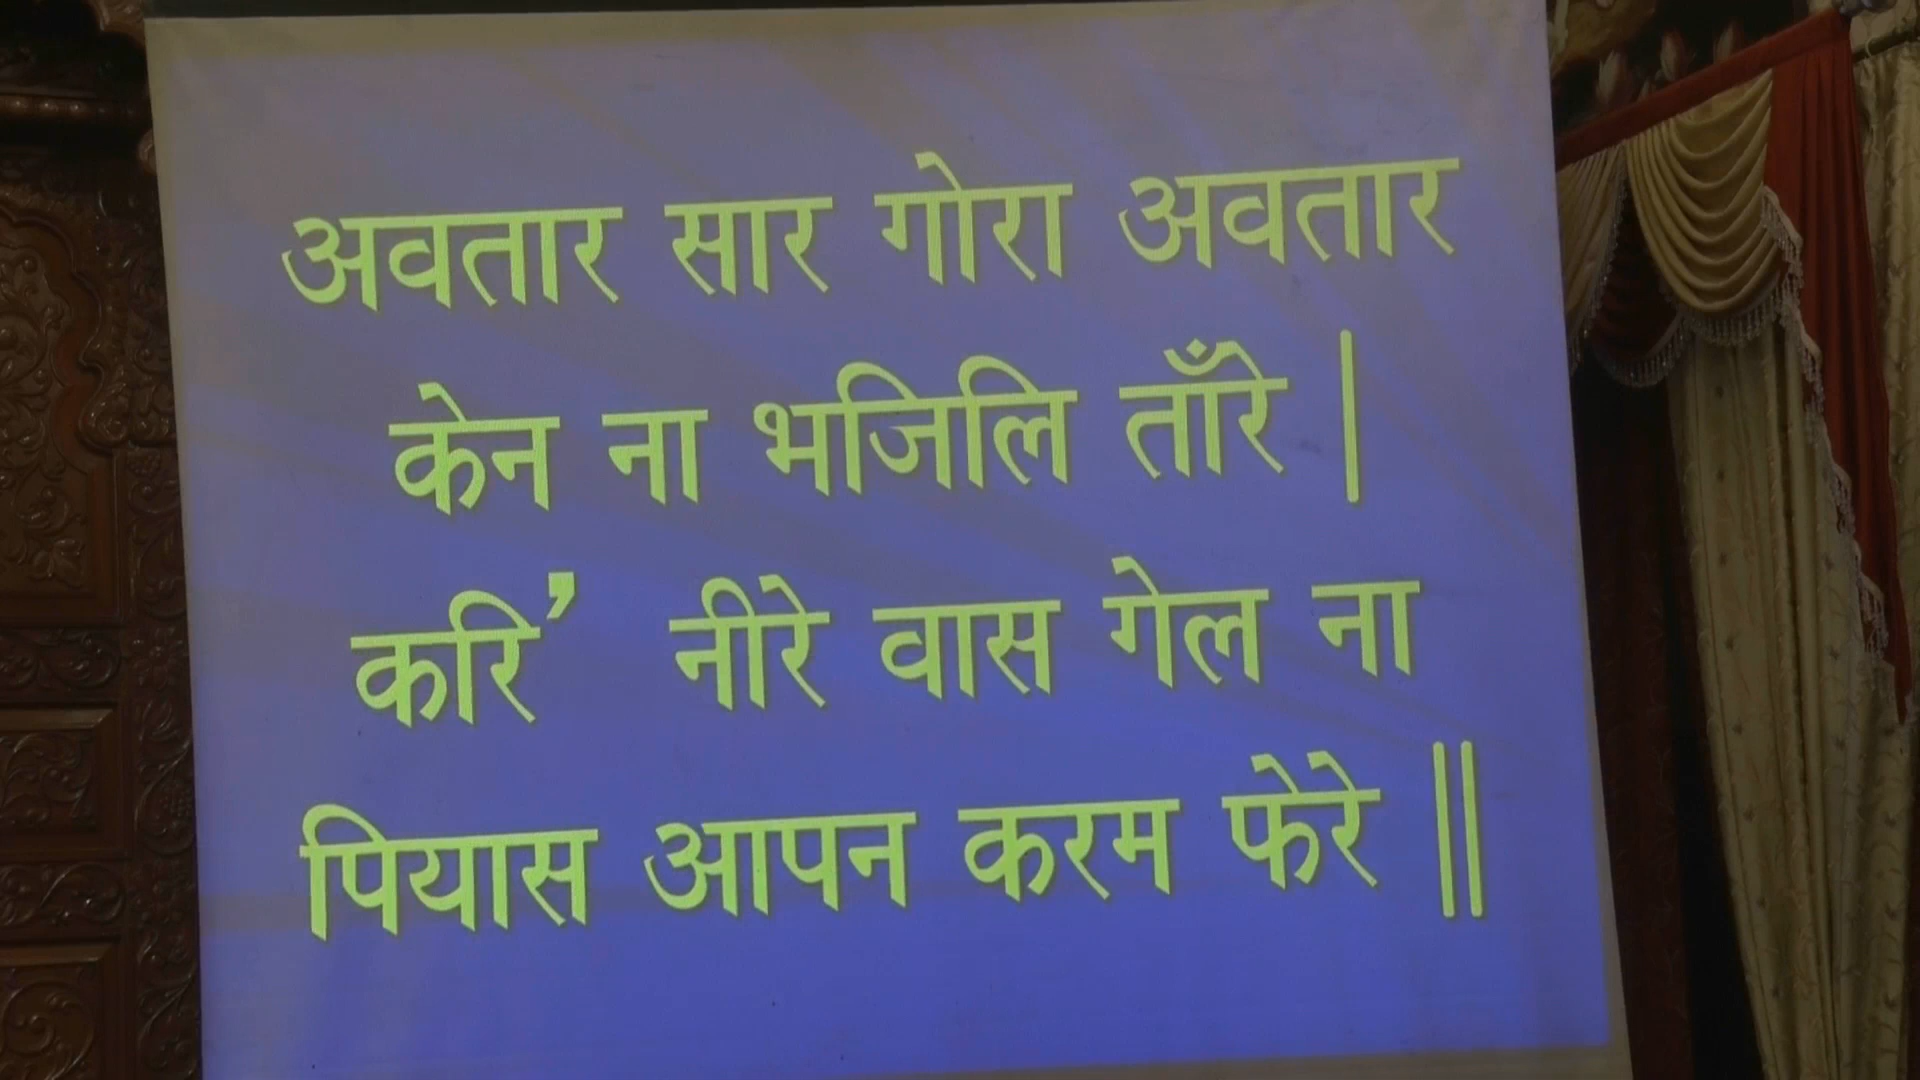 अवतार सार गोरा अवतार
केन ना भजिलि ताँरे |
करि’ नीरे वास गेल ना
पियास आपन करम फेरे ||